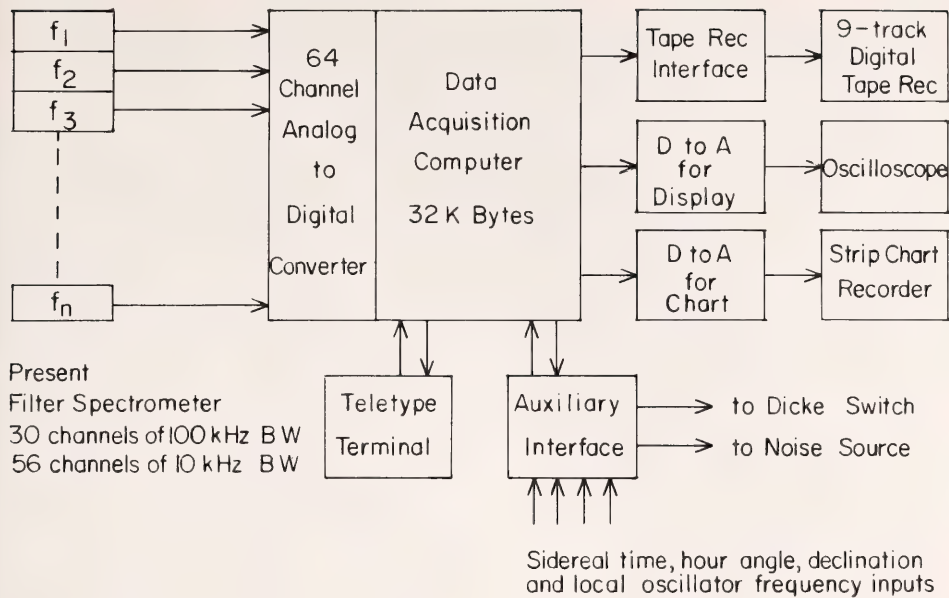 f1
f2
f3
fn
64
Channel
Analog
to
Digital
Converter
Data
Acquisition
Computer
32K Bytes
Tape Rec
Interface
9-track
Digital
Tape Rec
D to A
for
Display
Oscilloscope
D to A
for
Chart
Strip Chart
Recorder
Present
Filter Spectrometer
30 channels of 100 kHz BW
56 channels of 10 kHz BW
Teletype
Terminal
Auxiliary
Interface
to Dicke Switch
to Noise Source
Sidereal time, hour angle, declination
and local oscillator frequency inputs